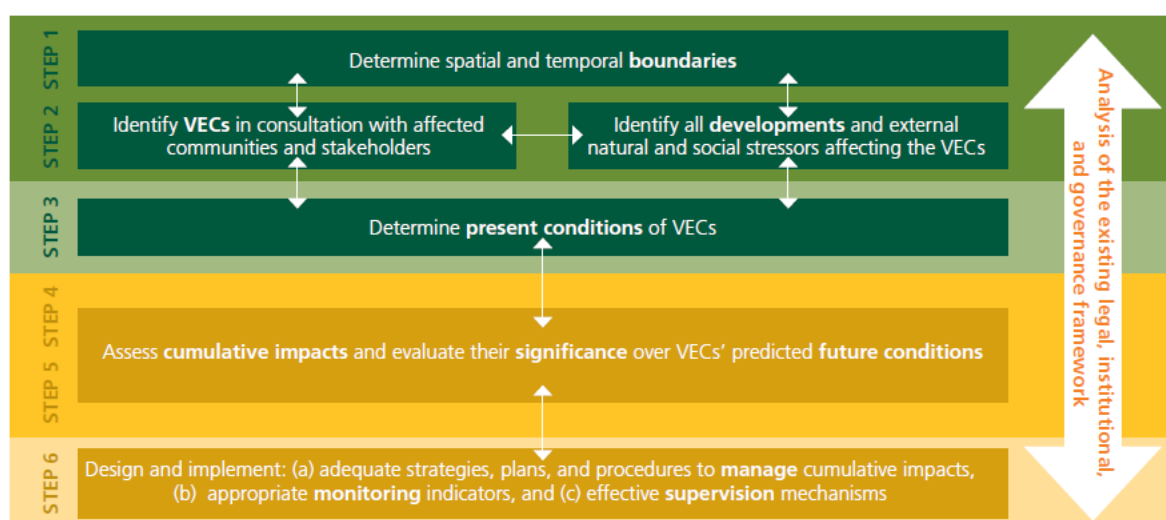 STEP 1
Determine spatial and temporal boundaries
STEP 2
Identify VECs in consultation with affected
communities and stakeholders
Identify all developments and external
natural and social stressors affecting the VECs
STEP 3
Determine present conditions of VECs
STEP 4
STEP 5
Assess cumulative impacts and evaluate their significance over VECs’ predicted future conditions
STEP 6
Design and implement: (a) adequate strategies, plans, and procedures to manage cumulative impacts,
(b) appropriate monitoring indicators, and (c) effective supervision mechanisms
Analysis of the existing legal, institutional,
and governance framework